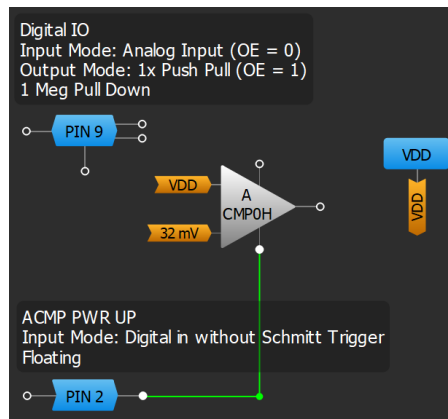 Digital IO
Input Mode: Analog Input (OE = 0)
Output Mode: 1x Push Pull (OE = 1)
1 Meg Pull Down
PIN 9
VDD
A
CMP0H
32 mV
VDD
VDD
ACMP PWR UP
Input Mode: Digital in without Schmitt Trigger
Floating
PIN 2